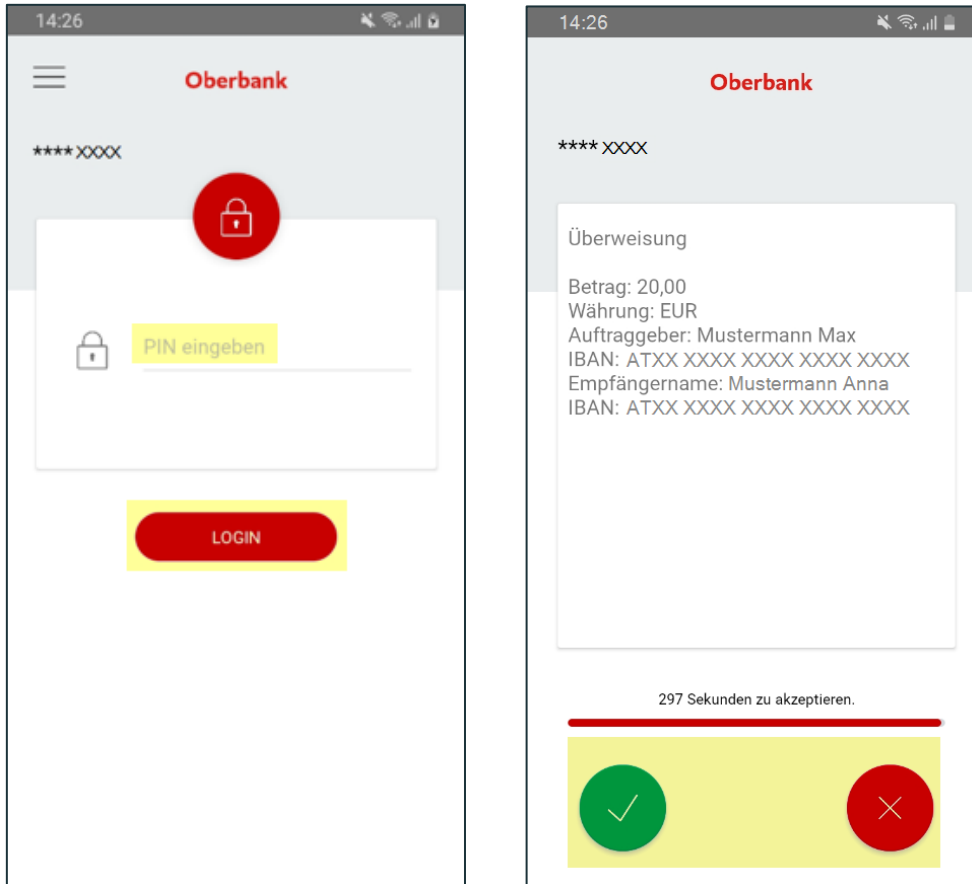 14:26
Oberbank
****XXXX
PIN eingeben
LOGIN
14:26
Oberbank
**** XXXX
Überweisung
Betrag: 20,00
Währung: EUR
Auftraggeber: Mustermann Max
IBAN: ATXX XXXX XXXX XXXX XXXX
Empfängername: Mustermann Anna
IBAN: ATXX XXXX XXXX XXXX XXXX
297 Sekunden zu akzeptieren.